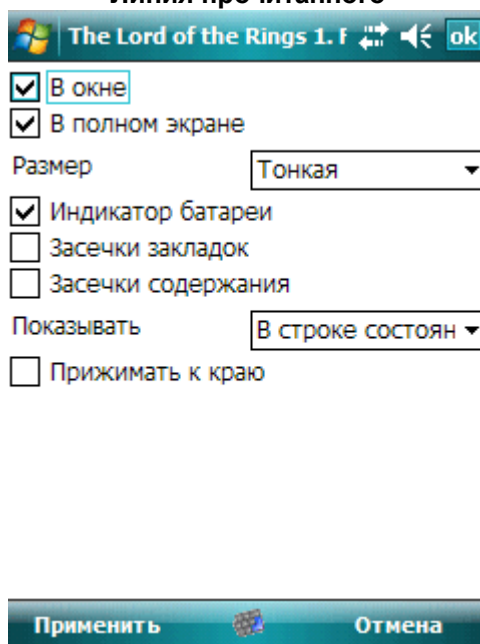 Линия прочитанного
The Lord of the Rings 1. F ok
В окне
В полном экране
Размер Тонкая
Индикатор батареи
Засечки закладок
Засечки содержания
Показывать В строке состоян
Прижимать к краю
Применить Отмена